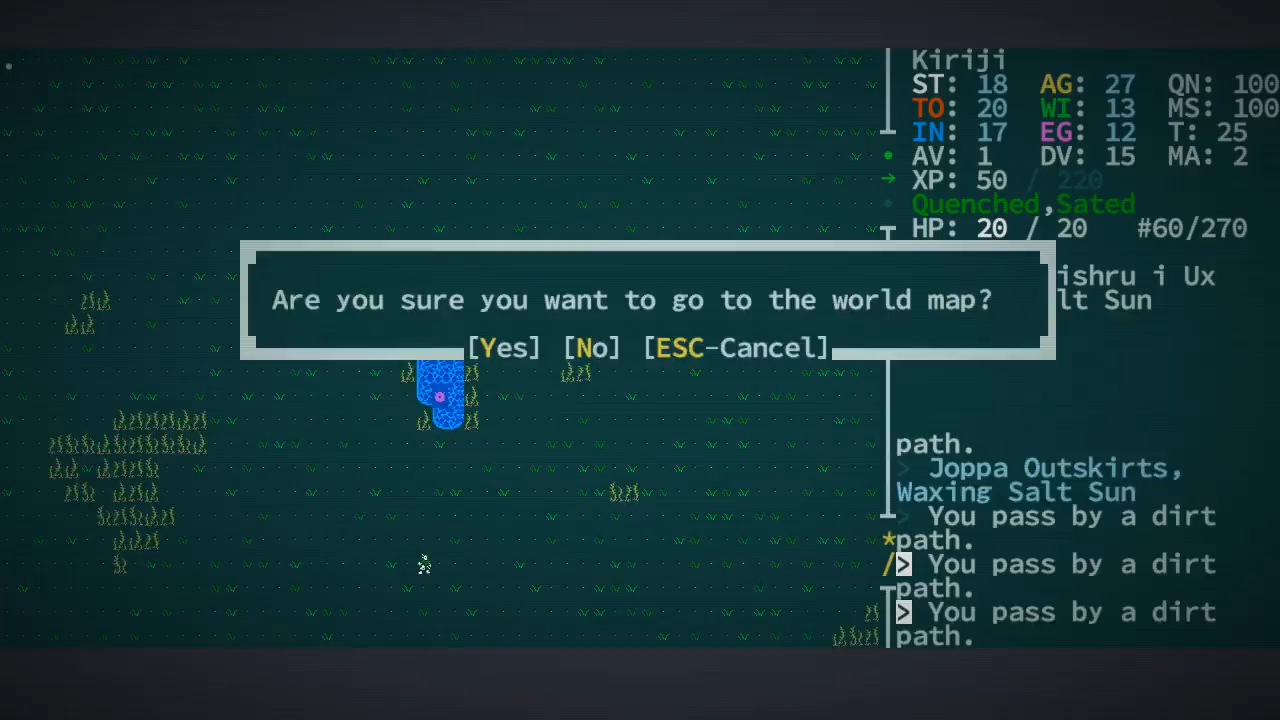 Kiriji
ST: 18 AG: 27 QN: 100
TO: 20 WI: 13 MS: 100
IN: 17 EG: 12 T: 25
AV: 1 DV: 15 MA: 2
XP: 50 / 220
Quenched,Sated
HP: 20 / 20 #60/270
ishru i Ux
lt Sun
Are you sure you want to go to the world map?
[Yes] [No] [ESC-Cancel]
path.
> Joppa Outskirts,
Waxing Salt Sun
> You pass by a dirt
*path.
/> You pass by a dirt
path.
> You pass by a dirt
path.